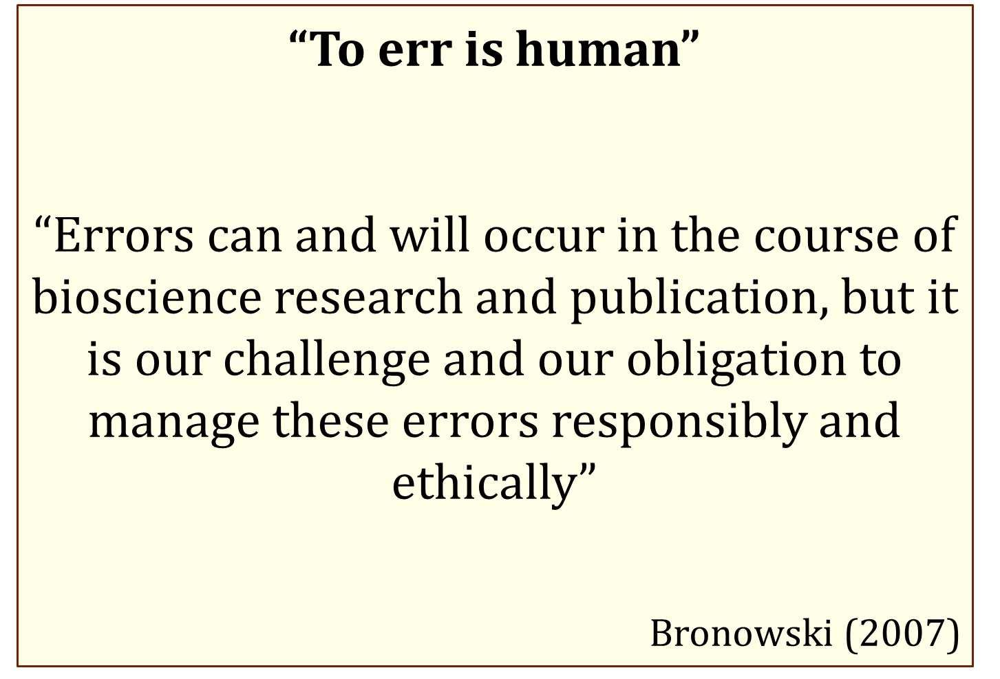 “To err is human”
“Errors can and will occur in the course of
bioscience research and publication, but it
is our challenge and our obligation to
manage these errors responsibly and
ethically”
Bronowski (2007)